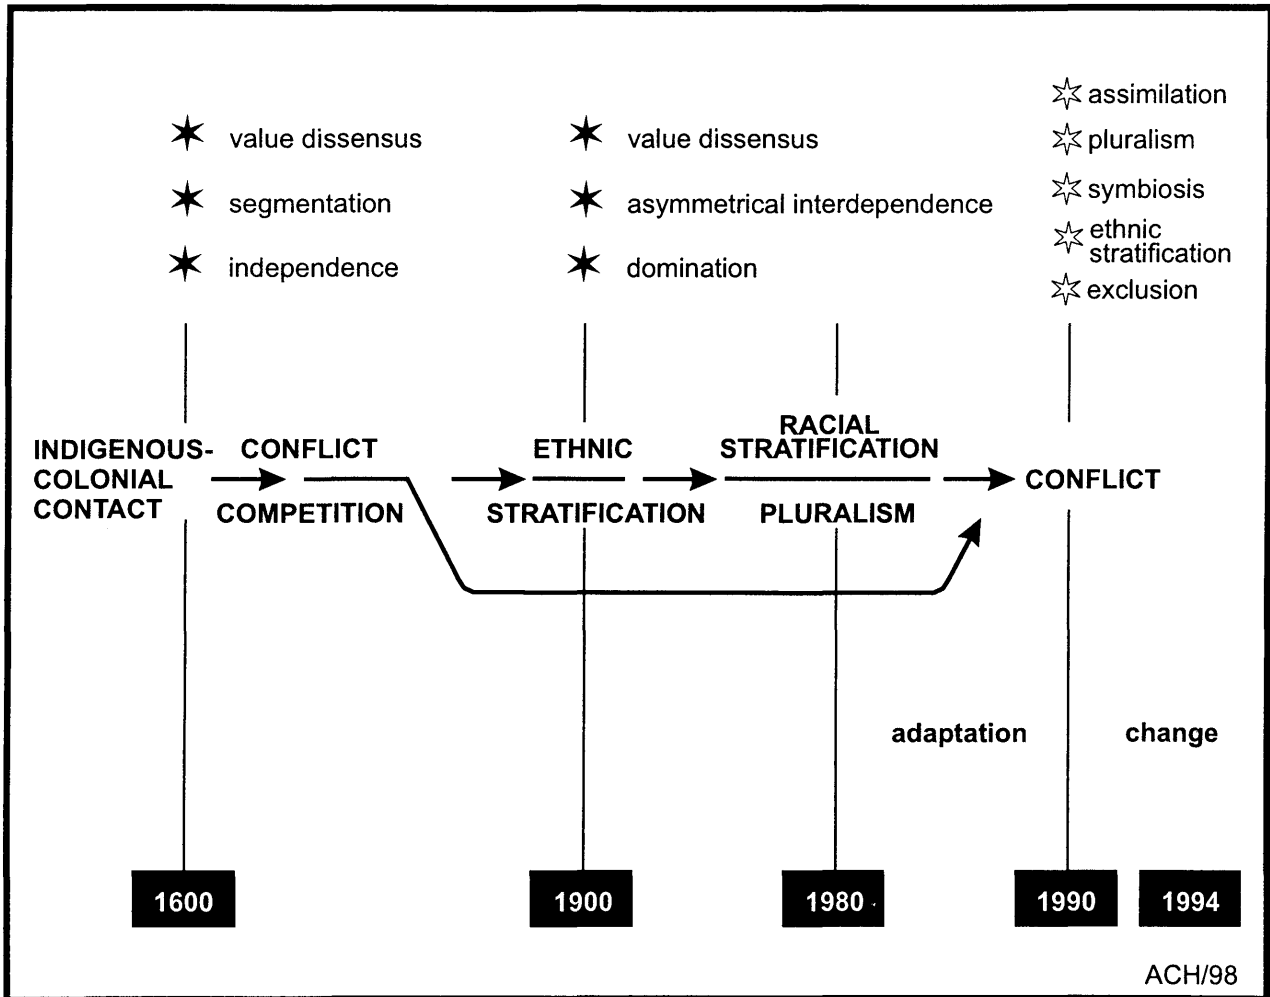 value dissensus
segmentation
independence
value dissensus
asymmetrical interdependence
domination
assimilation
pluralism
symbiosis
ethnic
stratification
exclusion
INDIGENOUS-
COLONIAL
CONTACT
CONFLICT
COMPETITION
ETHNIC
STRATIFICATION
RACIAL
STRATIFICATION
PLURALISM
CONFLICT
adaptation
change
1600
1900
1980
1990
1994
ACH/98